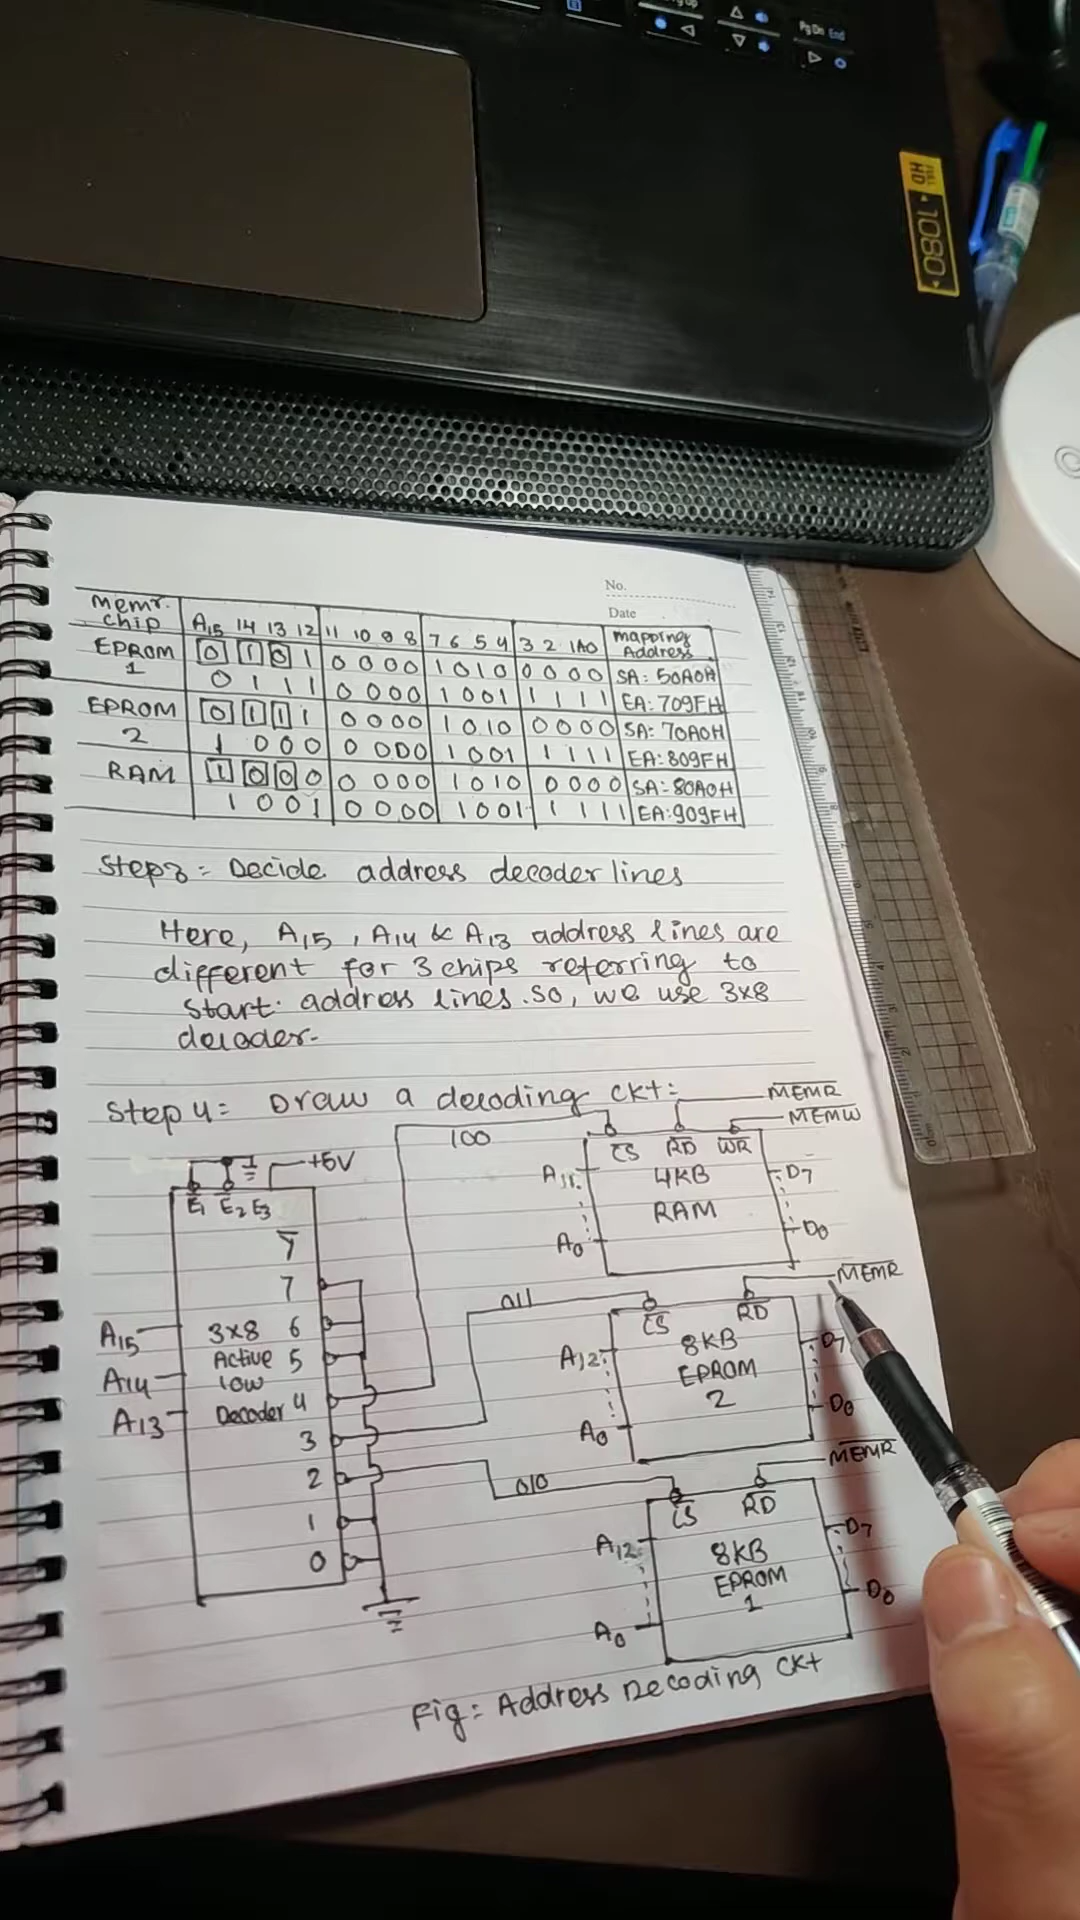 Pg Dn End
FULL HD
1080
No.
Date
Memr. chip A15 14 13 12 11 10 9 8 7 6 5 4 3 2 1 A0 mapping Address
EPROM 1 0 1 0 1 0 0 0 0 1 0 1 0 0 0 0 0 SA: 50A0H
0 1 1 1 0 0 0 0 1 0 0 1 1 1 1 1 EA: 709FH
EPROM 2 0 1 1 1 0 0 0 0 1 0 1 0 0 0 0 0 SA: 70A0H
1 0 0 0 0 0 0 0 1 0 0 1 1 1 1 1 EA: 809FH
RAM 1 0 0 0 0 0 0 0 1 0 1 0 0 0 0 0 SA: 80A0H
1 0 0 1 0 0 0 0 1 0 0 1 1 1 1 1 EA: 909FH
Step3 = Decide address decoder lines
Here, A15, A14 & A13 address lines are
different for 3 chips referring to
start address lines. so, we use 3x8
decoder.
Step 4 = Draw a decoding ckt:
MEMR
MEMW
100
CS RD WR
+5V
A11 4KB D7
RAM
A0 D0
E1 E2 E3
Y
7
MEMR
011
CS RD
A15 3x8 6
8KB
A12 D7
Active 5
EPROM
A14 low
2
A13 Decoder 4
A0 D0
3
MEMR
2
010
CS RD
1
A12 8KB D7
0
EPROM
1
A0 D0
Fig: Address Decoding ckt